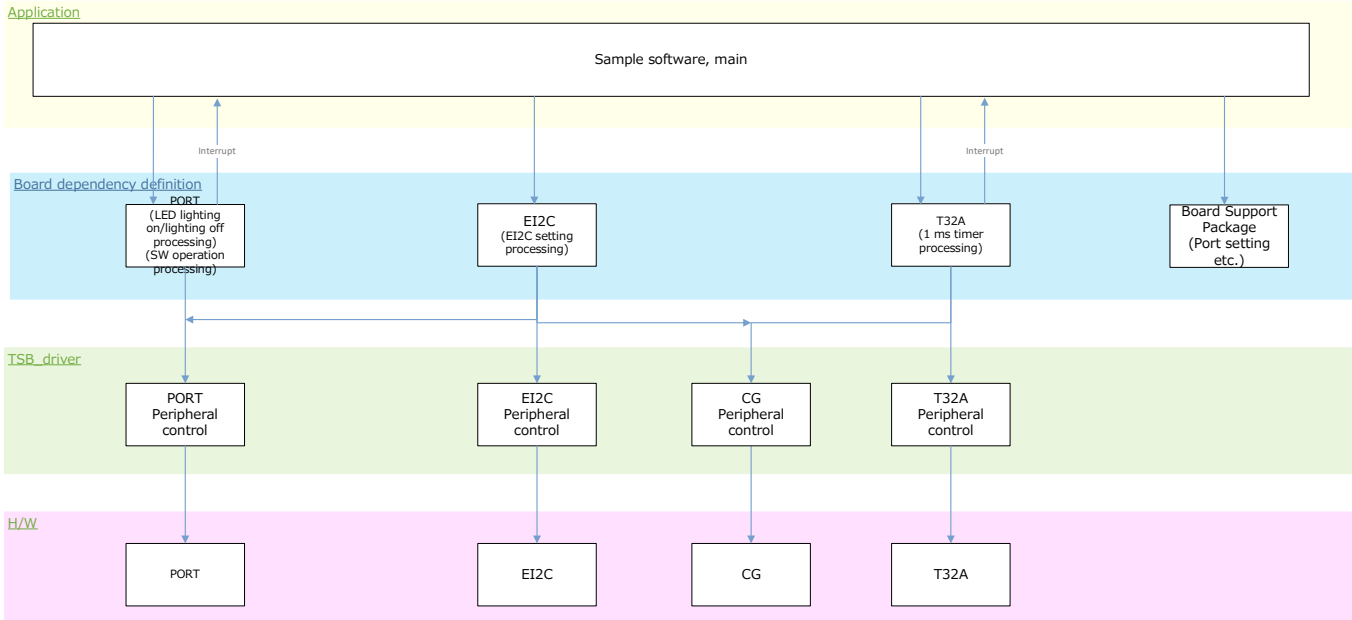 Application
Sample software, main
Interrupt
Interrupt
Board dependency definition
PORT
(LED lighting
on/lighting off
processing)
(SW operation
processing)
EI2C
(EI2C setting
processing)
T32A
(1 ms timer
processing)
Board Support
Package
(Port setting
etc.)
TSB_driver
PORT
Peripheral
control
EI2C
Peripheral
control
CG
Peripheral
control
T32A
Peripheral
control
H/W
PORT
EI2C
CG
T32A